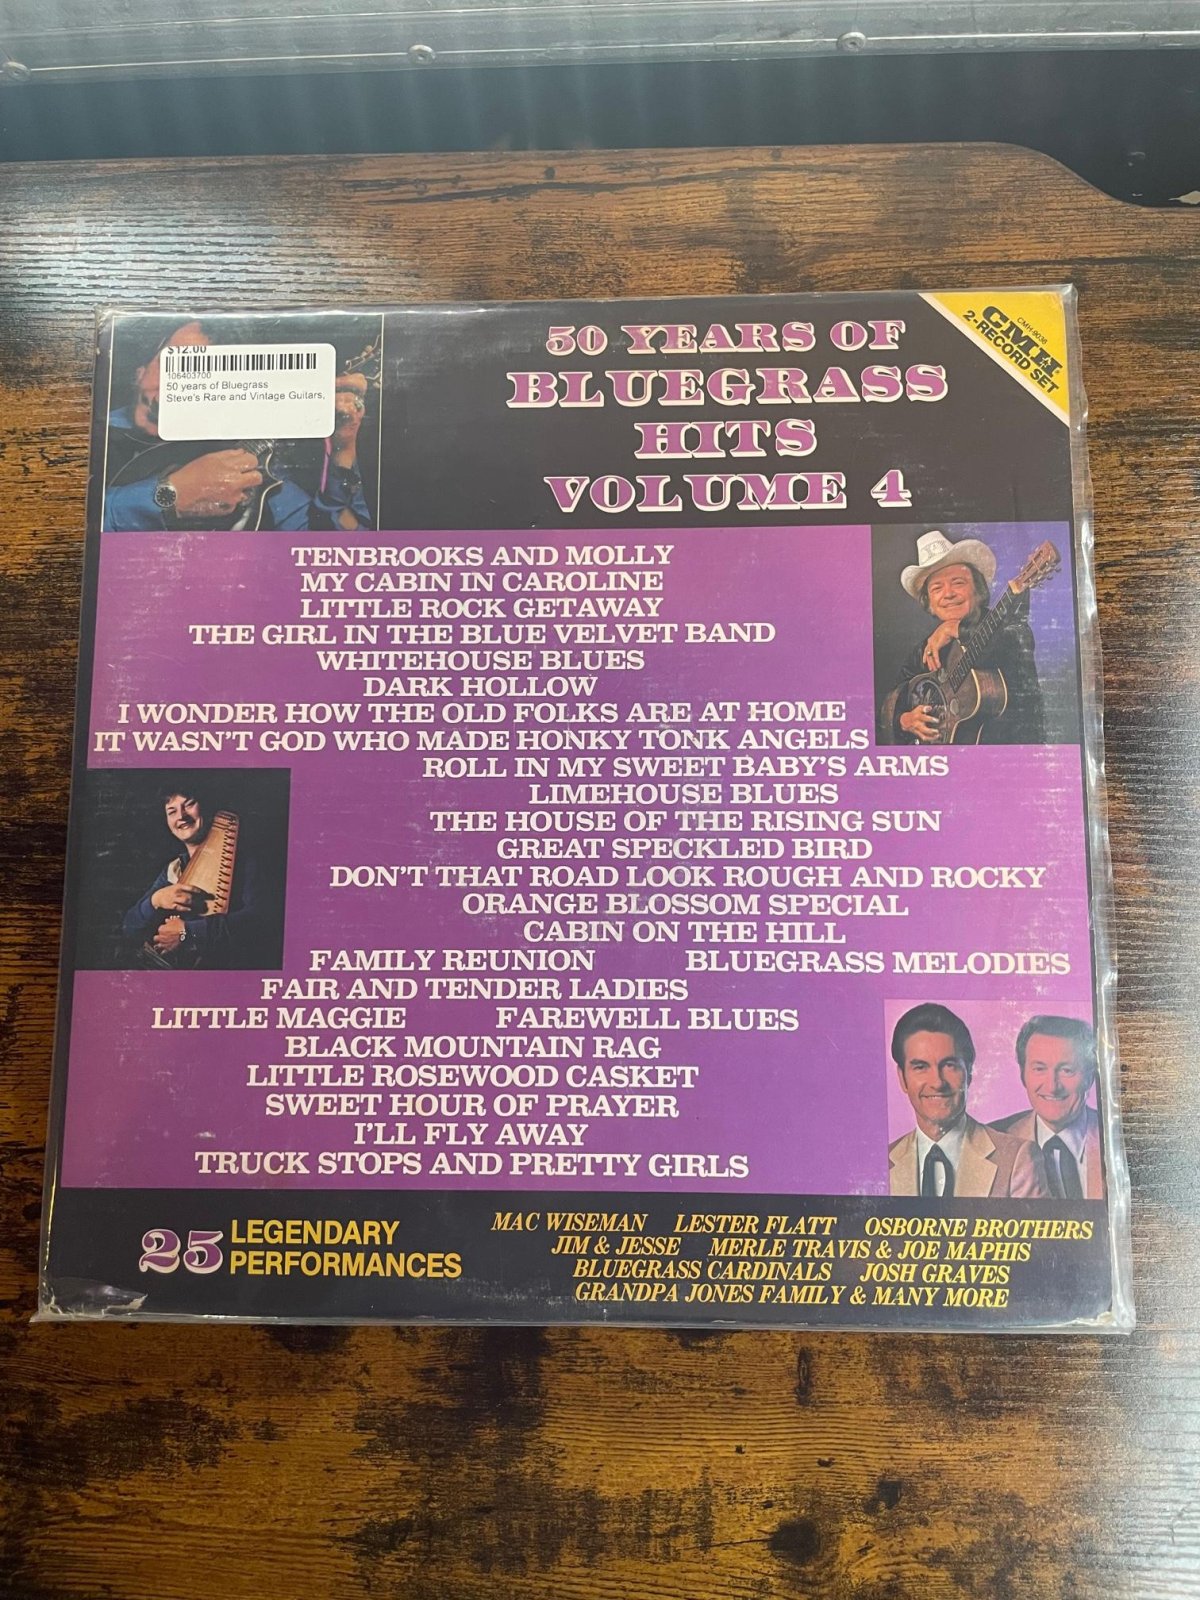 $12.00
106403700
50 years of Bluegrass
Steve's Rare and Vintage Guitars,
50 YEARS OF
BLUEGRASS
HITS
VOLUME 4
CMH-9036
CMH
2-RECORD SET
TENBROOKS AND MOLLY
MY CABIN IN CAROLINE
LITTLE ROCK GETAWAY
THE GIRL IN THE BLUE VELVET BAND
WHITEHOUSE BLUES
DARK HOLLOW
I WONDER HOW THE OLD FOLKS ARE AT HOME
IT WASN'T GOD WHO MADE HONKY TONK ANGELS
ROLL IN MY SWEET BABY'S ARMS
LIMEHOUSE BLUES
THE HOUSE OF THE RISING SUN
GREAT SPECKLED BIRD
DON'T THAT ROAD LOOK ROUGH AND ROCKY
ORANGE BLOSSOM SPECIAL
CABIN ON THE HILL
FAMILY REUNION BLUEGRASS MELODIES
FAIR AND TENDER LADIES
LITTLE MAGGIE FAREWELL BLUES
BLACK MOUNTAIN RAG
LITTLE ROSEWOOD CASKET
SWEET HOUR OF PRAYER
I'LL FLY AWAY
TRUCK STOPS AND PRETTY GIRLS
25 LEGENDARY
PERFORMANCES
MAC WISEMAN LESTER FLATT OSBORNE BROTHERS
JIM & JESSE MERLE TRAVIS & JOE MAPHIS
BLUEGRASS CARDINALS JOSH GRAVES
GRANDPA JONES FAMILY & MANY MORE